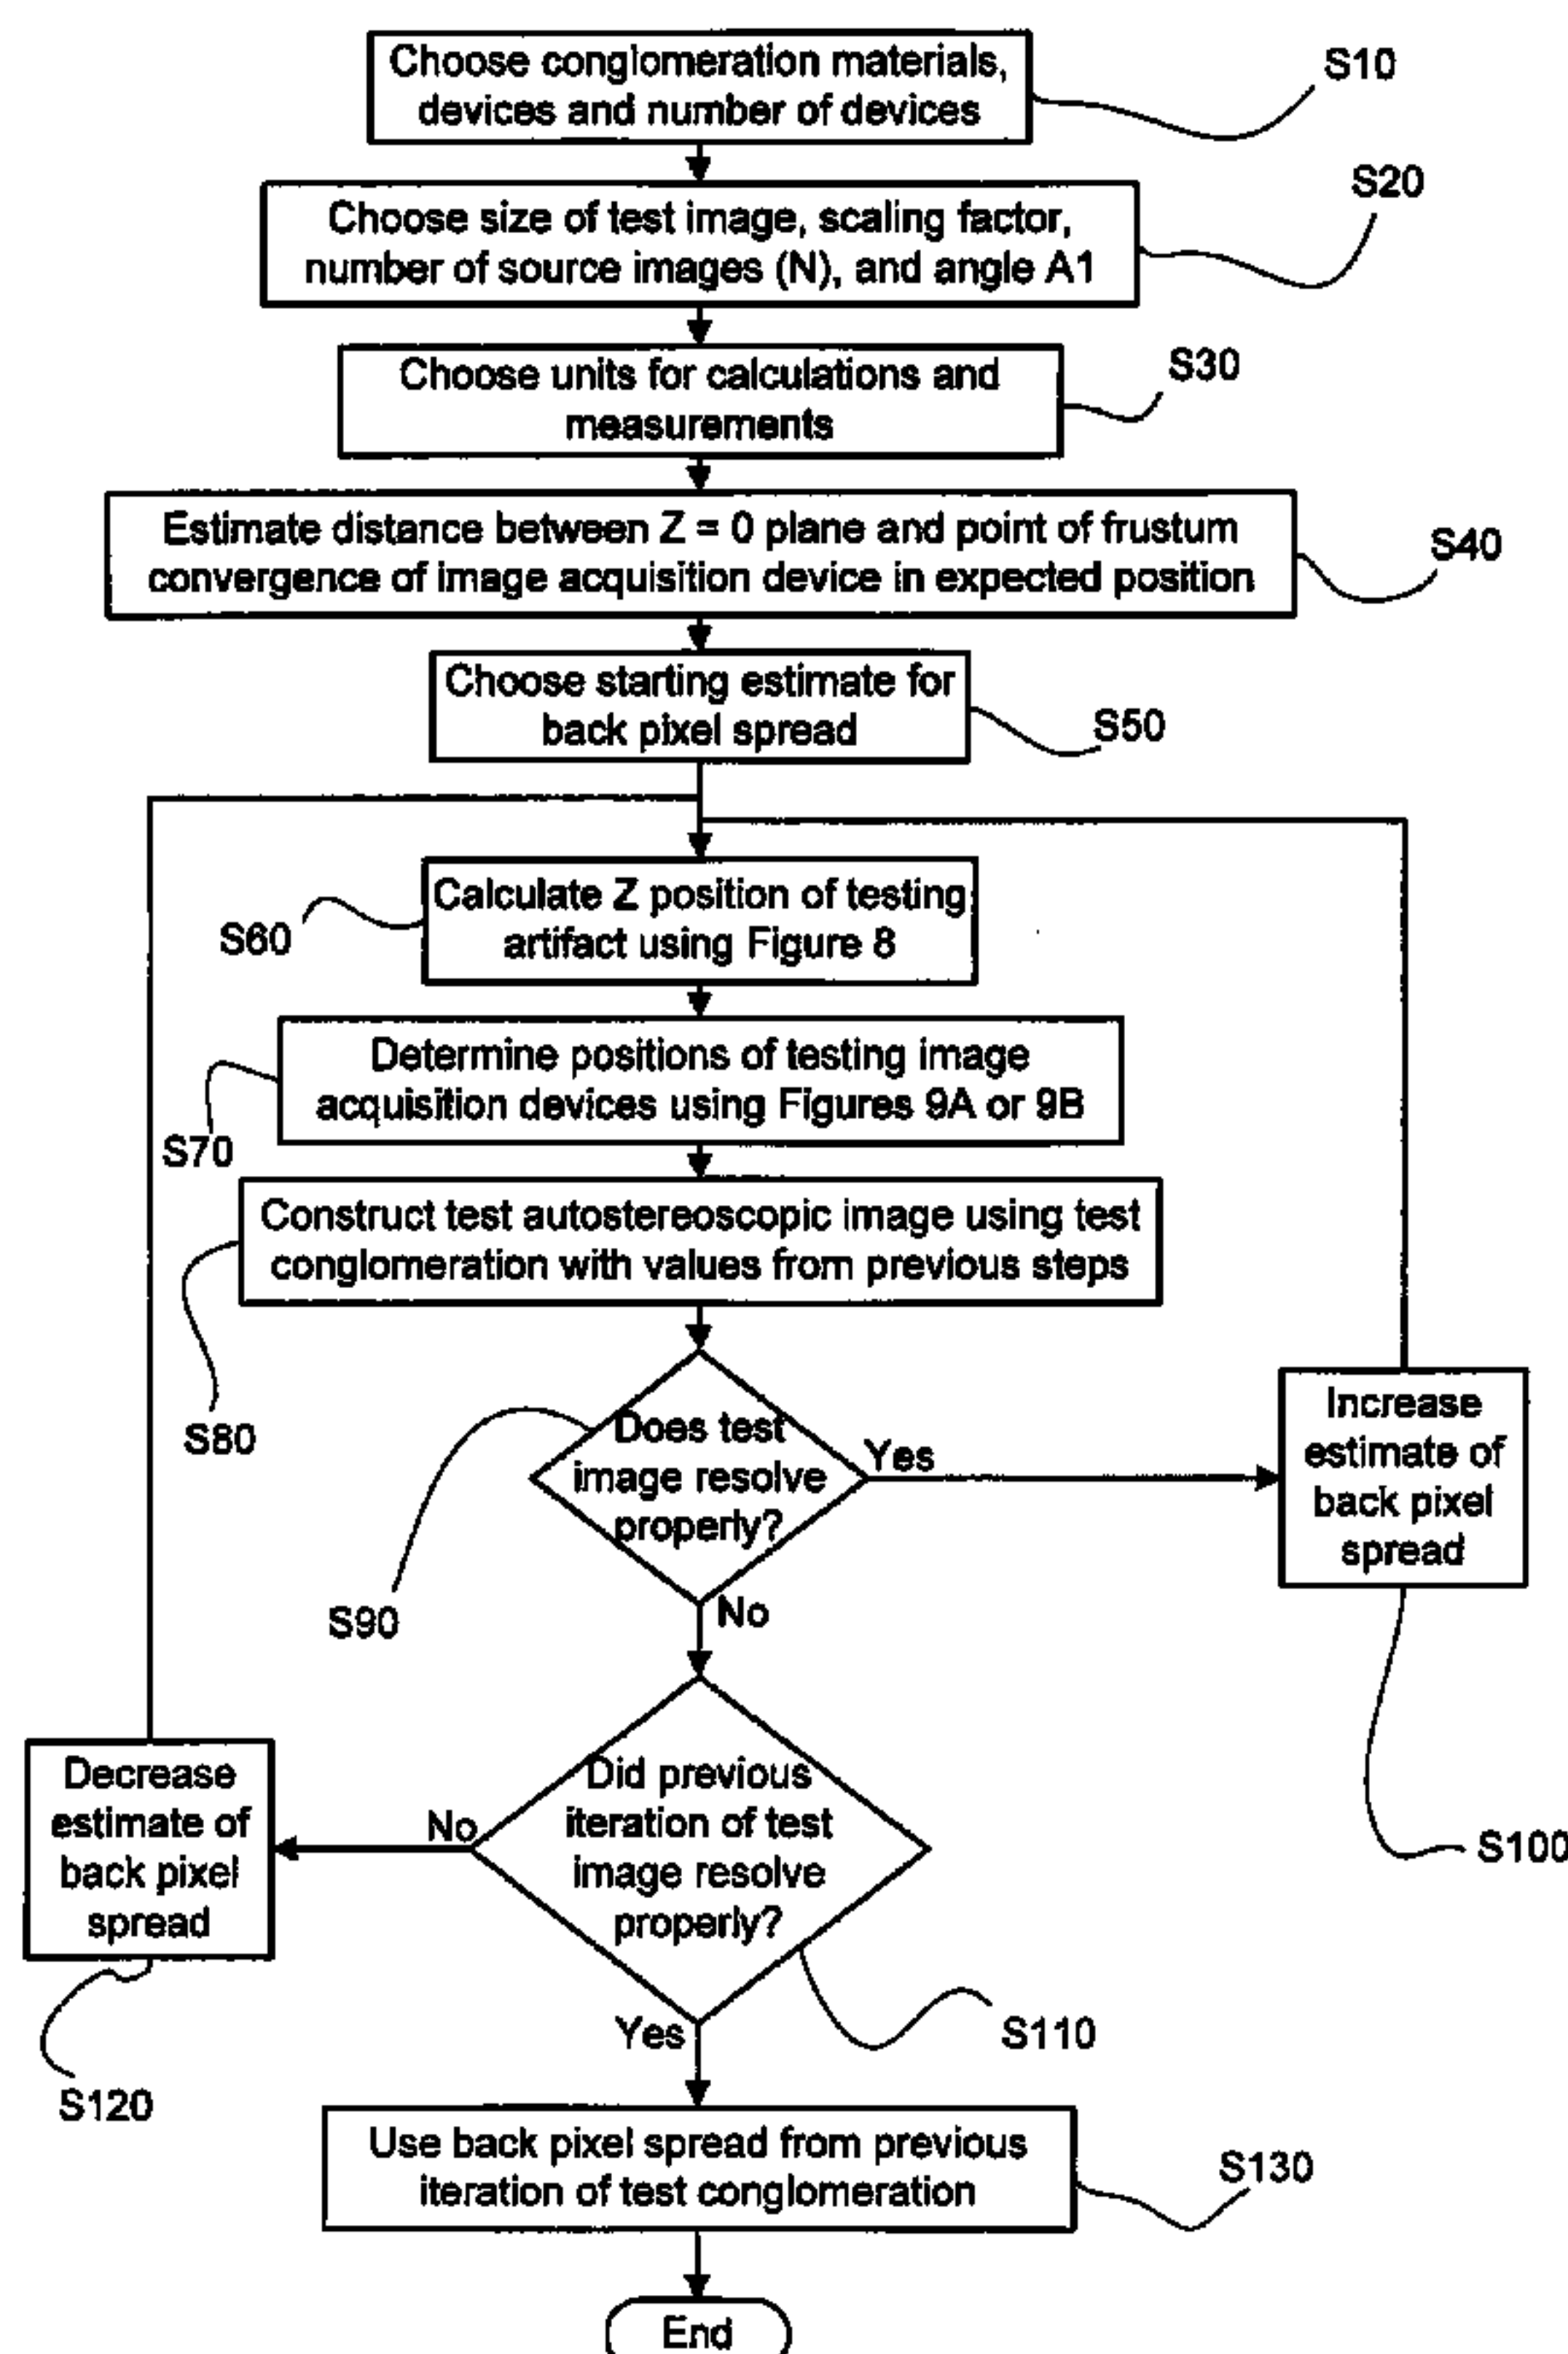 Choose conglomeration materials,
devices and number of devices
S10
Choose size of test image, scaling factor,
number of source images (N), and angle A1
S20
Choose units for calculations and
measurements
S30
Estimate distance between Z = 0 plane and point of frustum
convergence of image acquisition device in expected position
S40
Choose starting estimate for
back pixel spread
S50
Calculate Z position of testing
artifact using Figure 8
S60
Determine positions of testing image
acquisition devices using Figures 9A or 9B
S70
Construct test autostereoscopic image using test
conglomeration with values from previous steps
S80
Does test
image resolve
properly?
S90
Yes
No
Increase
estimate of
back pixel
spread
S100
Did previous
iteration of test
image resolve
properly?
S110
No
Yes
Decrease
estimate of
back pixel
spread
S120
Use back pixel spread from previous
iteration of test conglomeration
S130
End